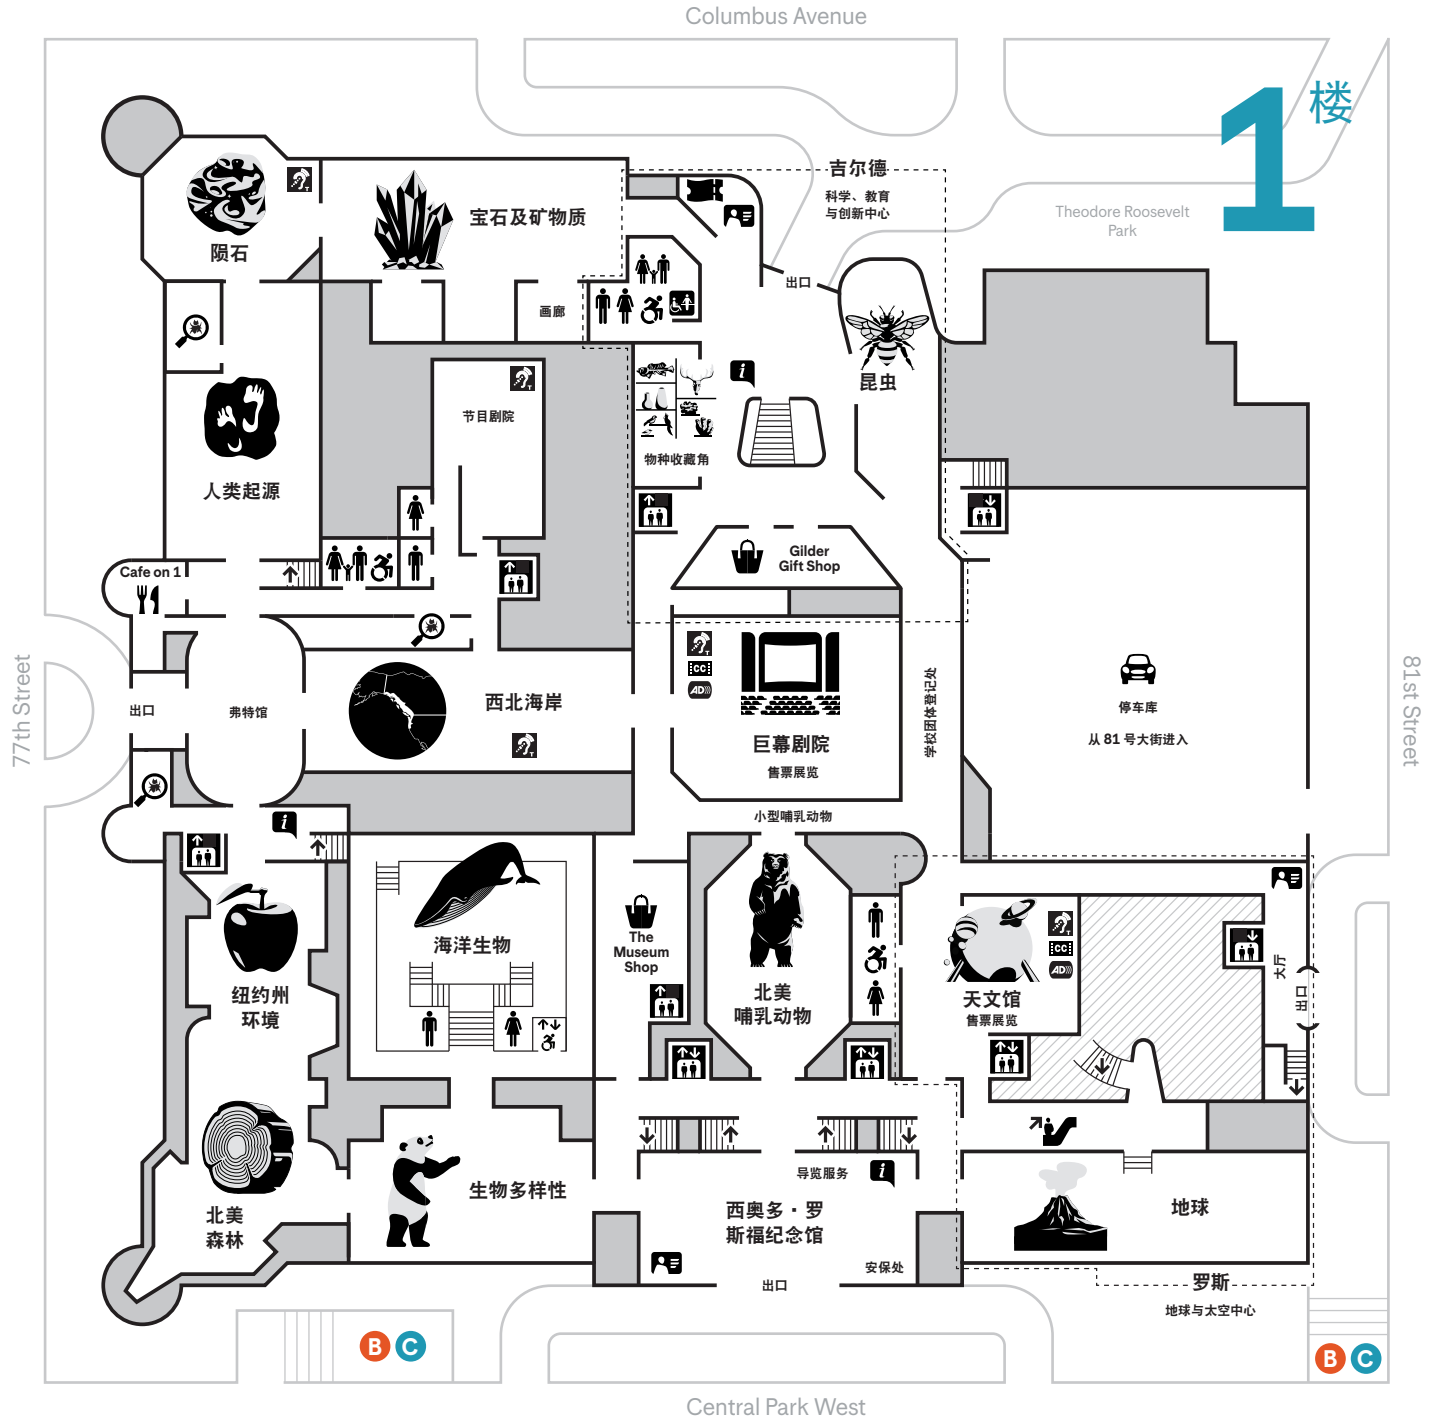 Columbus Avenue
1
楼
吉尔德
科学、教育
与创新中心
Theodore Roosevelt
Park
陨石
宝石及矿物质
出口
画廊
昆虫
节目剧院
物种收藏角
人类起源
Gilder
Gift Shop
Cafe on 1
77th Street
81st Street
出口
弗特馆
西北海岸
巨幕剧院
售票展览
学校团体登记处
停车库
从 81 号大街进入
CC
AD
小型哺乳动物
海洋生物
The
Museum
Shop
北美
哺乳动物
天文馆
售票展览
CC
AD
大厅
出口
纽约州
环境
北美
森林
生物多样性
导览服务
西奥多·罗
斯福纪念馆
安保处
出口
地球
罗斯
地球与太空中心
B C
B C
Central Park West